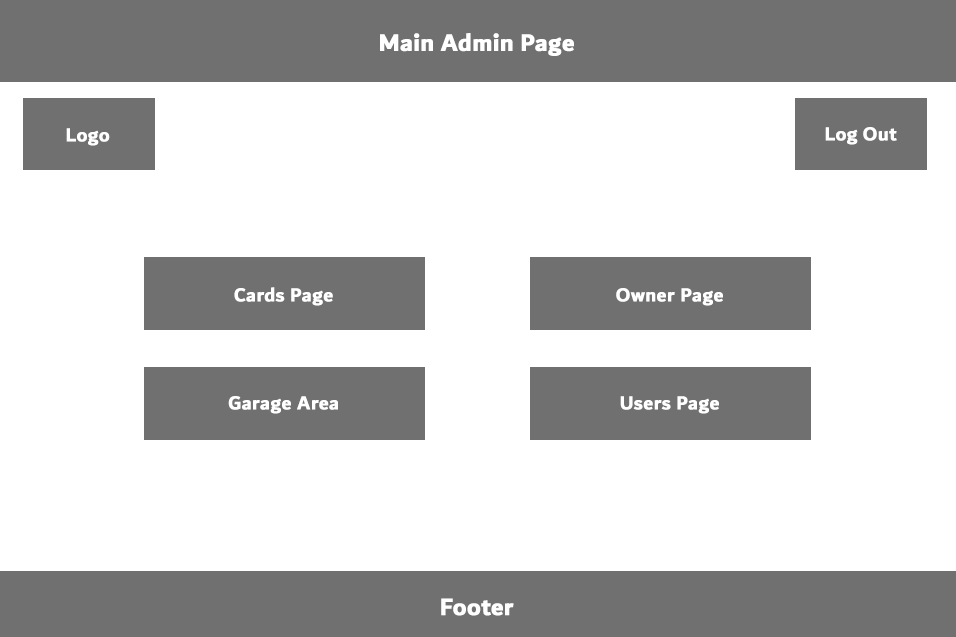 Main Admin Page
Logo
Log Out
Cards Page
Owner Page
Garage Area
Users Page
Footer